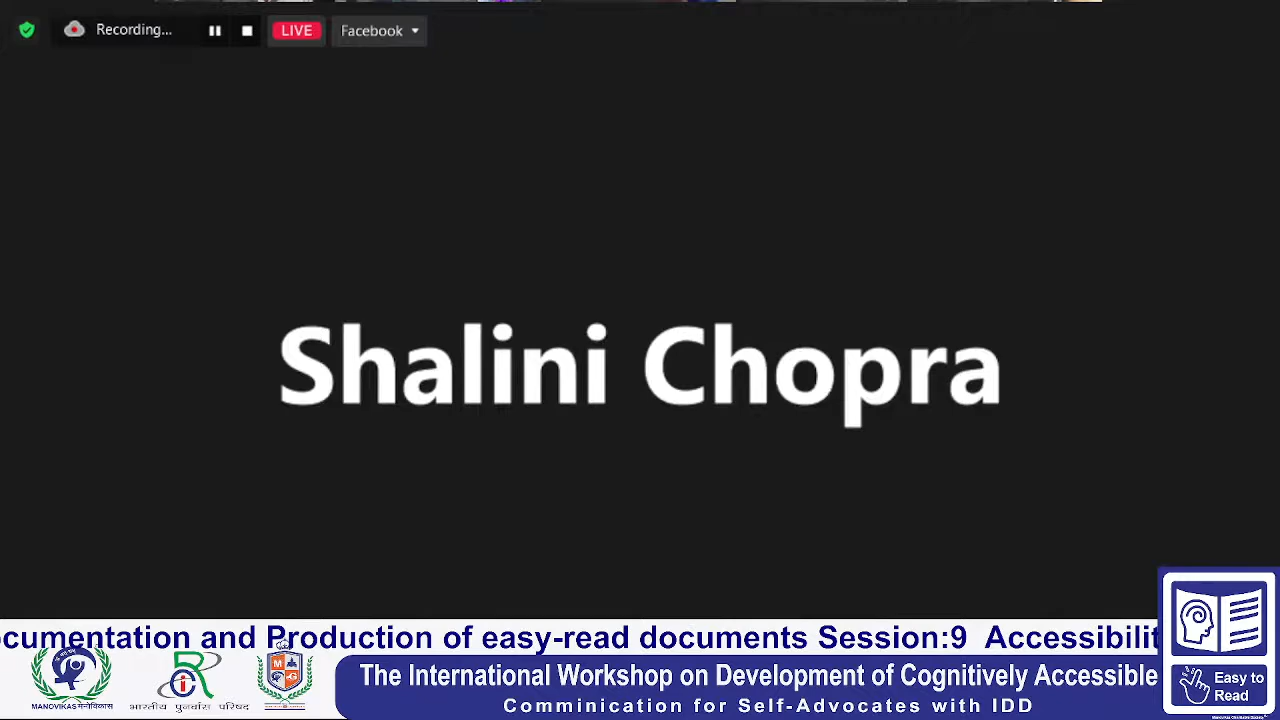 Recording...
LIVE
Facebook
Shalini Chopra
ocumentation and Production of easy-read documents Session:9 Accessibilit
The International Workshop on Development of Cognitively Accessible
Comminication for Self-Advocates with IDD
MANOVIKAS मनोविकास
भारतीय पुनर्वास परिषद
M
G
Easy to
Read